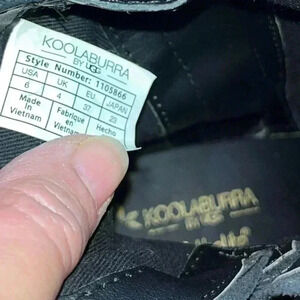 KOOLABURRA
BY UGG
Style Number: 1105866
USA UK EU JAPAN
6 4 37 23
Made in Vietnam Fabriqué en Vietnam Hecho
KOOLABURRA
BY UGG